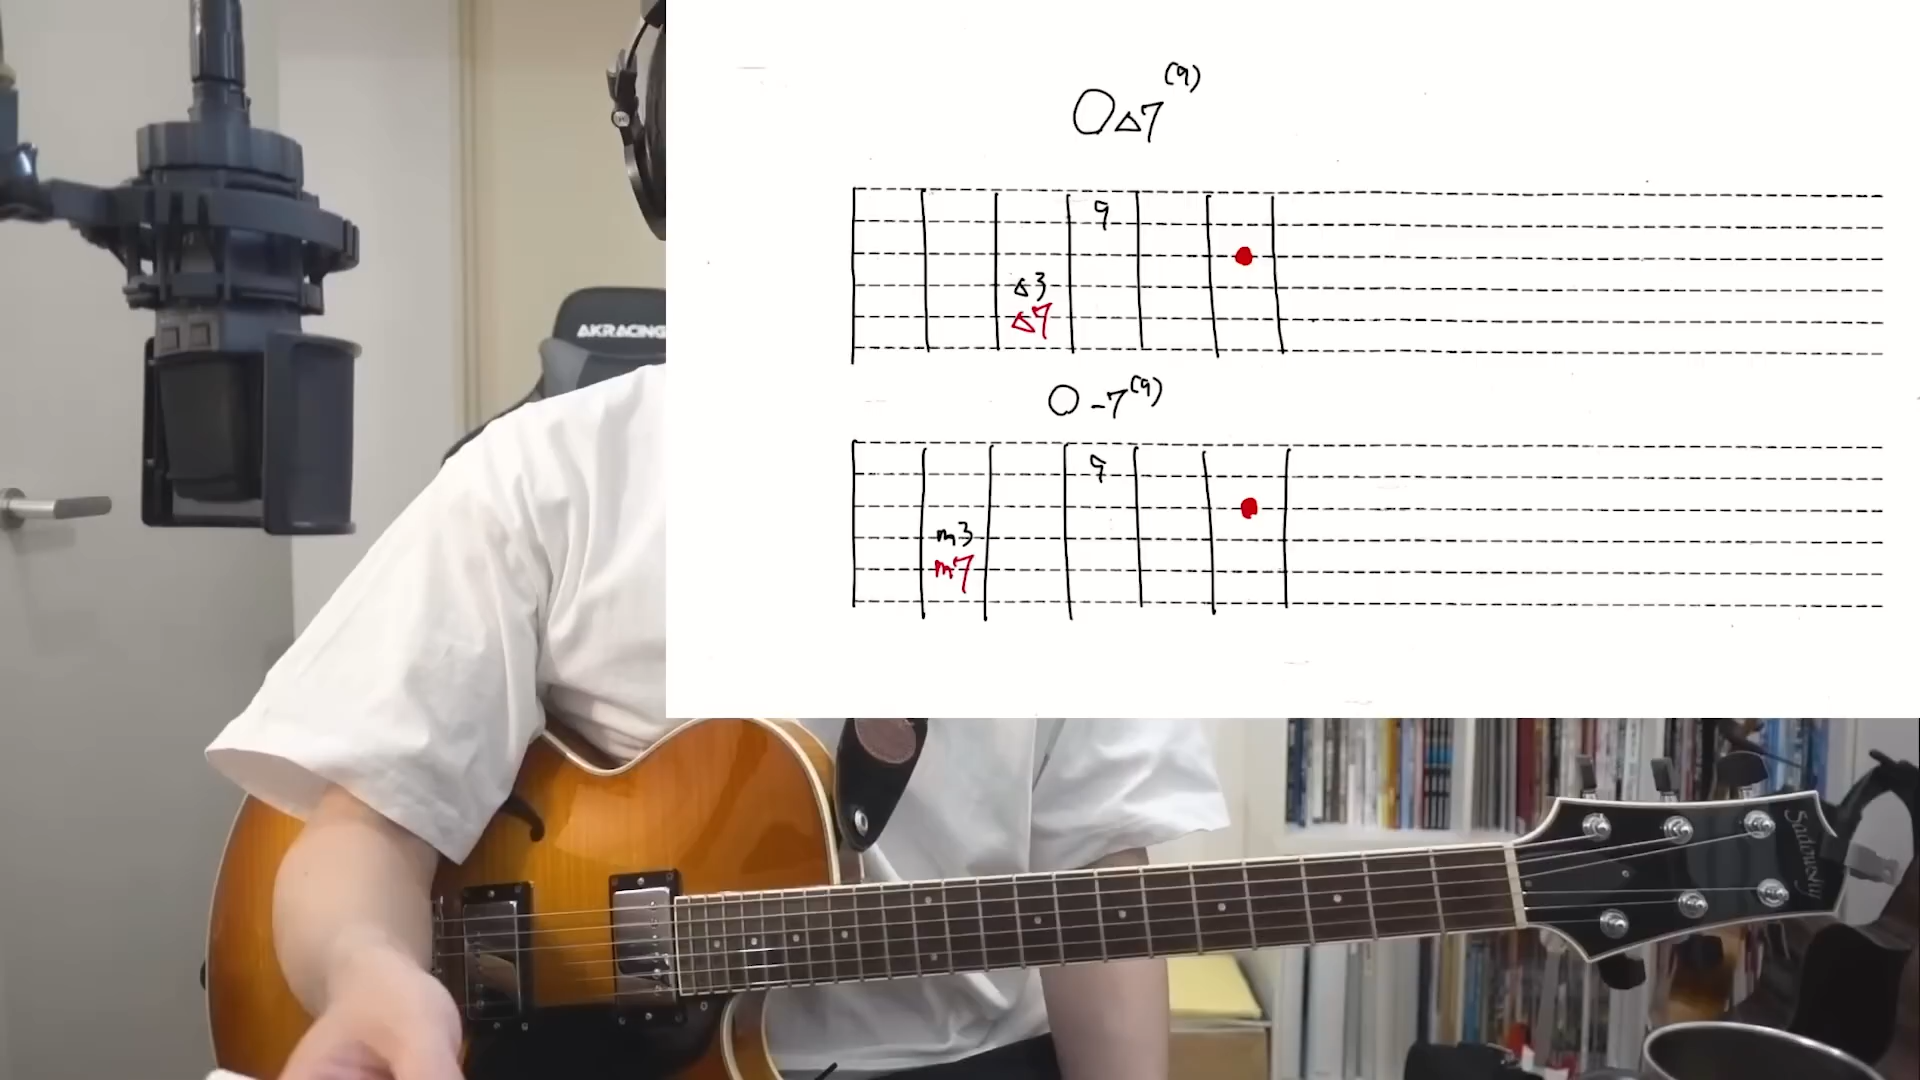 ○△7(9)
9
△3
△7
○-7(9)
9
m3
m7
AKRACING
Sadowsky